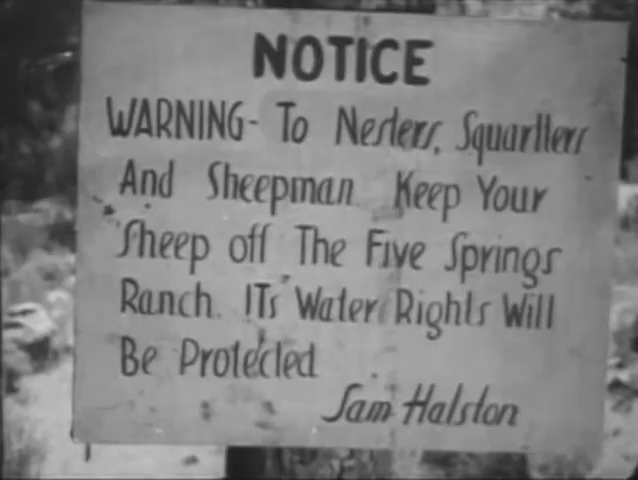 NOTICE
WARNING- To Nesters, Squartters
And Sheepman Keep Your
Sheep off The Five Springs
Ranch. ITs Water Rights Will
Be Protected
Sam Halston